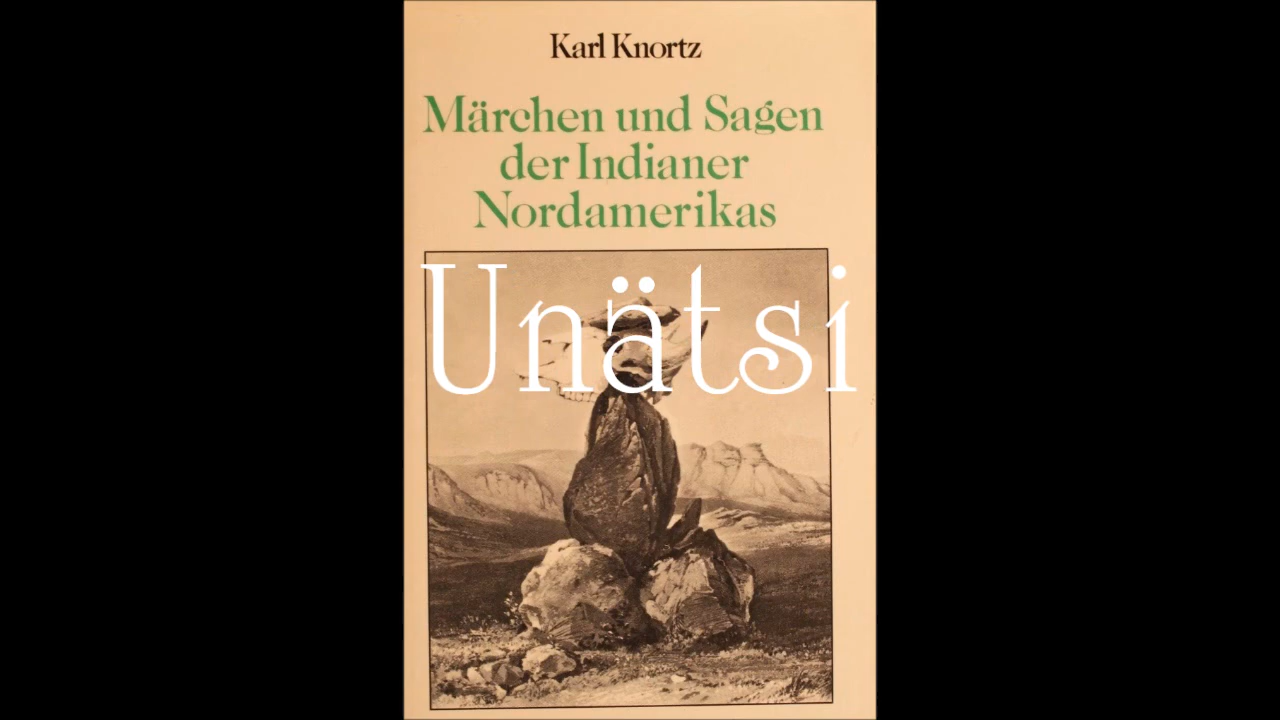 Karl Knortz
Märchen und Sagen
der Indianer
Nordamerikas
Unätsi